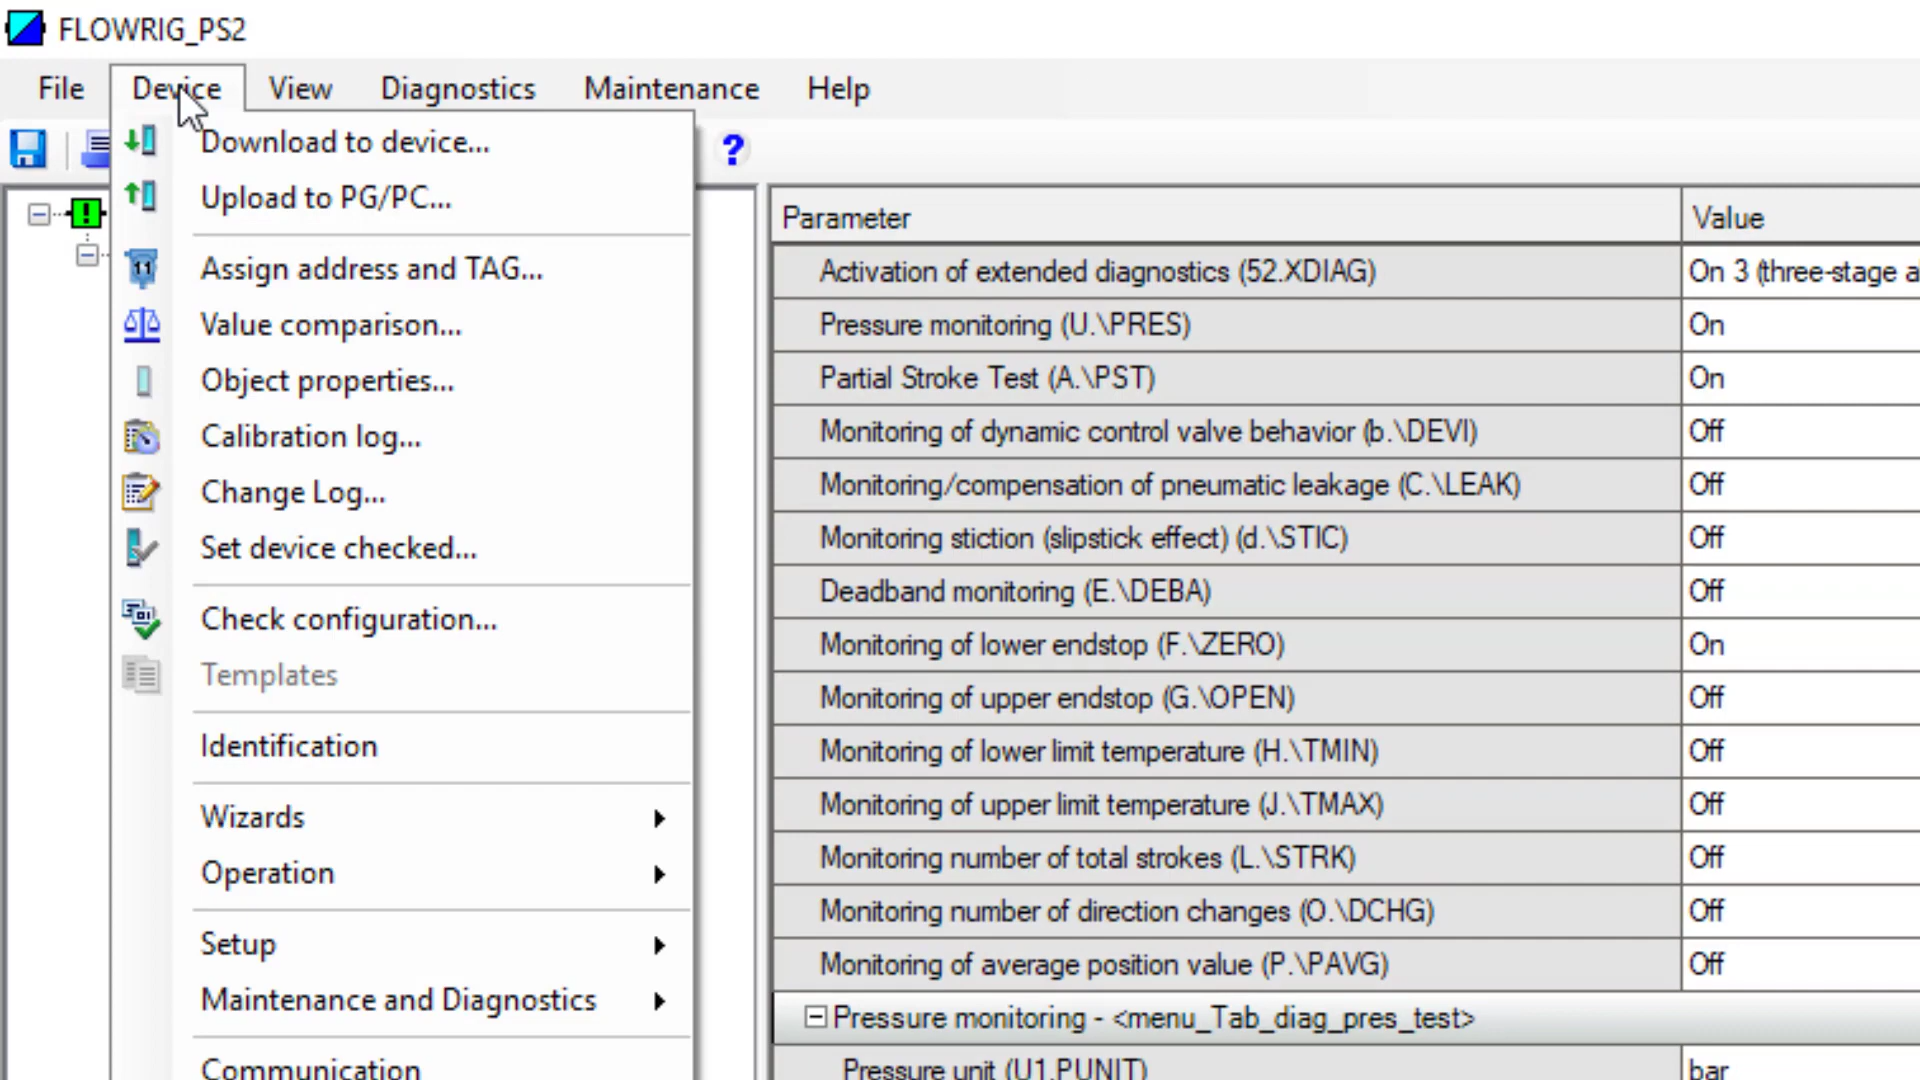 FLOWRIG_PS2
File Device View Diagnostics Maintenance Help
Download to device...
Upload to PG/PC...
Assign address and TAG...
11
Value comparison...
Object properties...
Calibration log...
Change Log...
Set device checked...
Check configuration...
Templates
Identification
Wizards
Operation
Setup
Maintenance and Diagnostics
Communication
?
Parameter Value
Activation of extended diagnostics (52.XDIAG) On 3 (three-stage a
Pressure monitoring (U.\PRES) On
Partial Stroke Test (A.\PST) On
Monitoring of dynamic control valve behavior (b.\DEVI) Off
Monitoring/compensation of pneumatic leakage (C.\LEAK) Off
Monitoring stiction (slipstick effect) (d.\STIC) Off
Deadband monitoring (E.\DEBA) Off
Monitoring of lower endstop (F.\ZERO) On
Monitoring of upper endstop (G.\OPEN) Off
Monitoring of lower limit temperature (H.\TMIN) Off
Monitoring of upper limit temperature (J.\TMAX) Off
Monitoring number of total strokes (L.\STRK) Off
Monitoring number of direction changes (O.\DCHG) Off
Monitoring of average position value (P.\PAVG) Off
Pressure monitoring - <menu_Tab_diag_pres_test>
Pressure unit (U1.PUNIT) bar